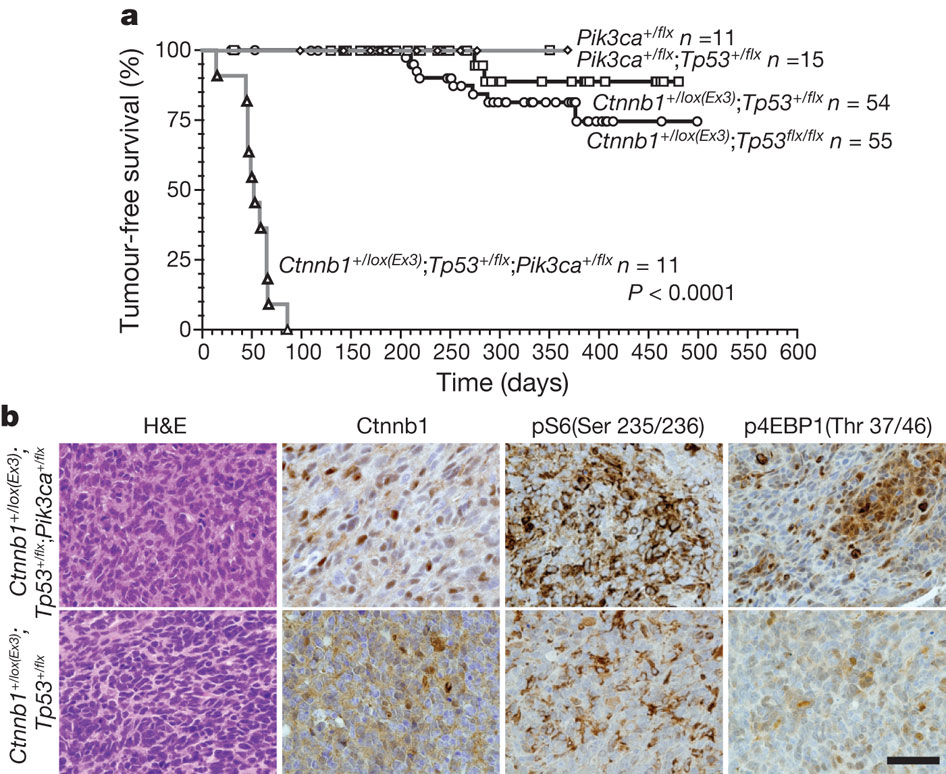 a
Tumour-free survival (%)
100
75
50
25
0
Pik3ca+/flx n =11
Pik3ca+/flx;Tp53+/flx n =15
Ctnnb1+/lox(Ex3);Tp53+/flx n = 54
Ctnnb1+/lox(Ex3);Tp53flx/flx n = 55
Ctnnb1+/lox(Ex3);Tp53+/flx;Pik3ca+/flx n = 11
P < 0.0001
0 50 100 150 200 250 300 350 400 450 500 550 600
Time (days)
b
H&E Ctnnb1 pS6(Ser 235/236) p4EBP1(Thr 37/46)
Ctnnb1+/lox(Ex3);
Tp53+/flx;Pik3ca+/flx
Ctnnb1+/lox(Ex3);
Tp53+/flx